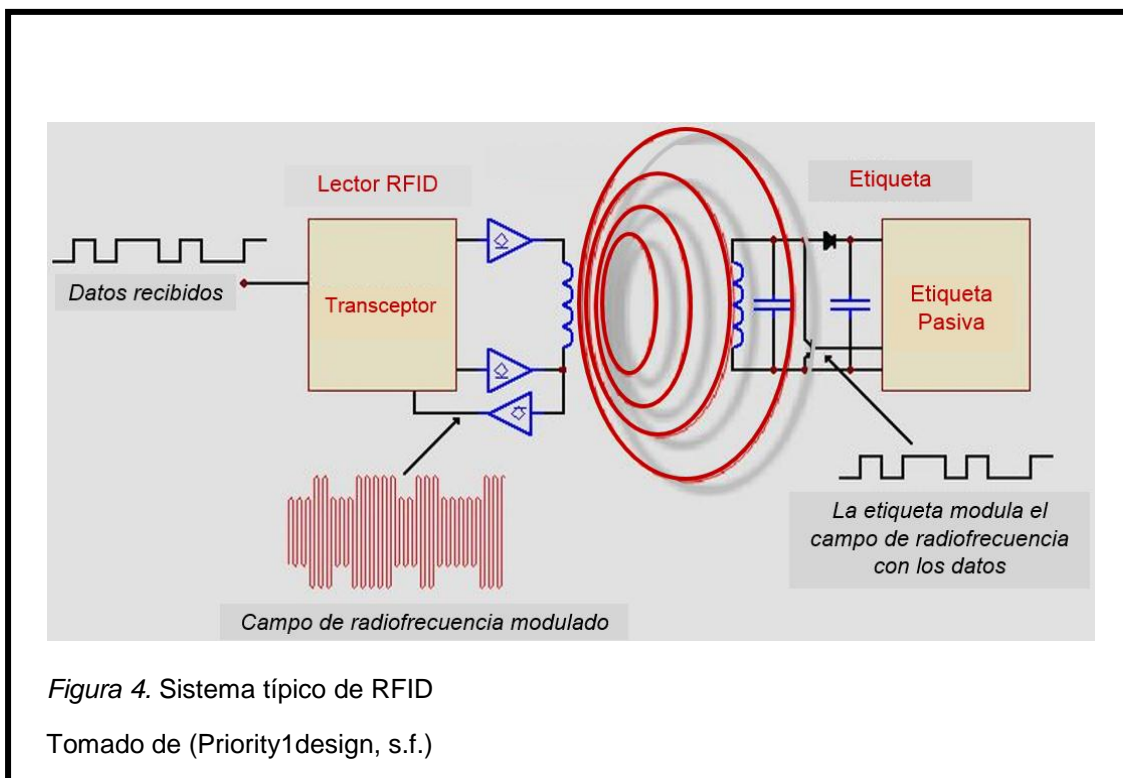 Lector RFID
Etiqueta
Datos recibidos
Transceptor
Etiqueta
Pasiva
La etiqueta modula el
campo de radiofrecuencia
con los datos
Campo de radiofrecuencia modulado
Figura 4. Sistema típico de RFID
Tomado de (Priority1design, s.f.)